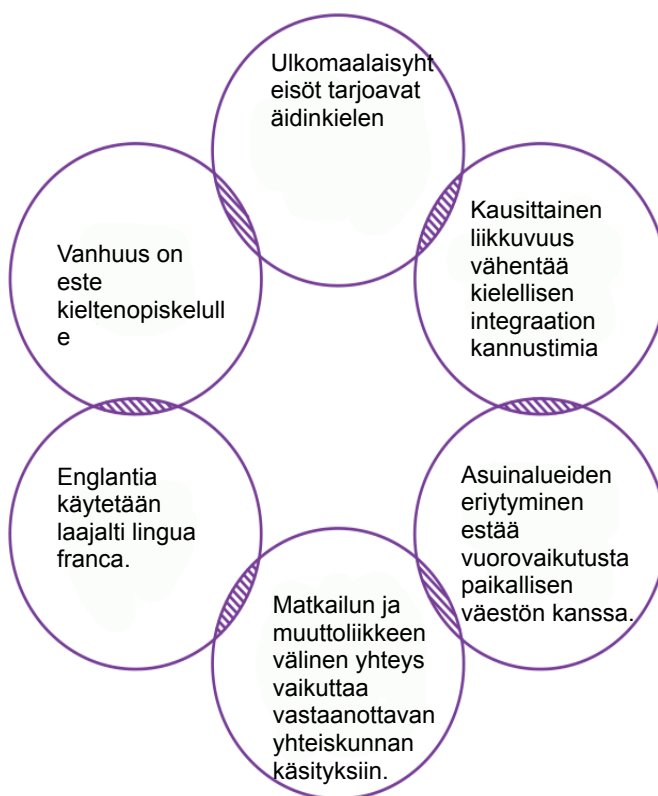 Ulkomaalaisyht
eisöt tarjoavat
äidinkielen
Kausittainen
liikkuvuus
vähentää
kielellisen
integraation
kannustimia
Asuinalueiden
eriytyminen
estää
vuorovaikutusta
paikallisen
väestön kanssa.
Matkailun ja
muuttoliikkeen
välinen yhteys
vaikuttaa
vastaanottavan
yhteiskunnan
käsityksiin.
Englantia
käytetään
laajalti lingua
franca.
Vanhuus on
este
kieltenopiskelull
e